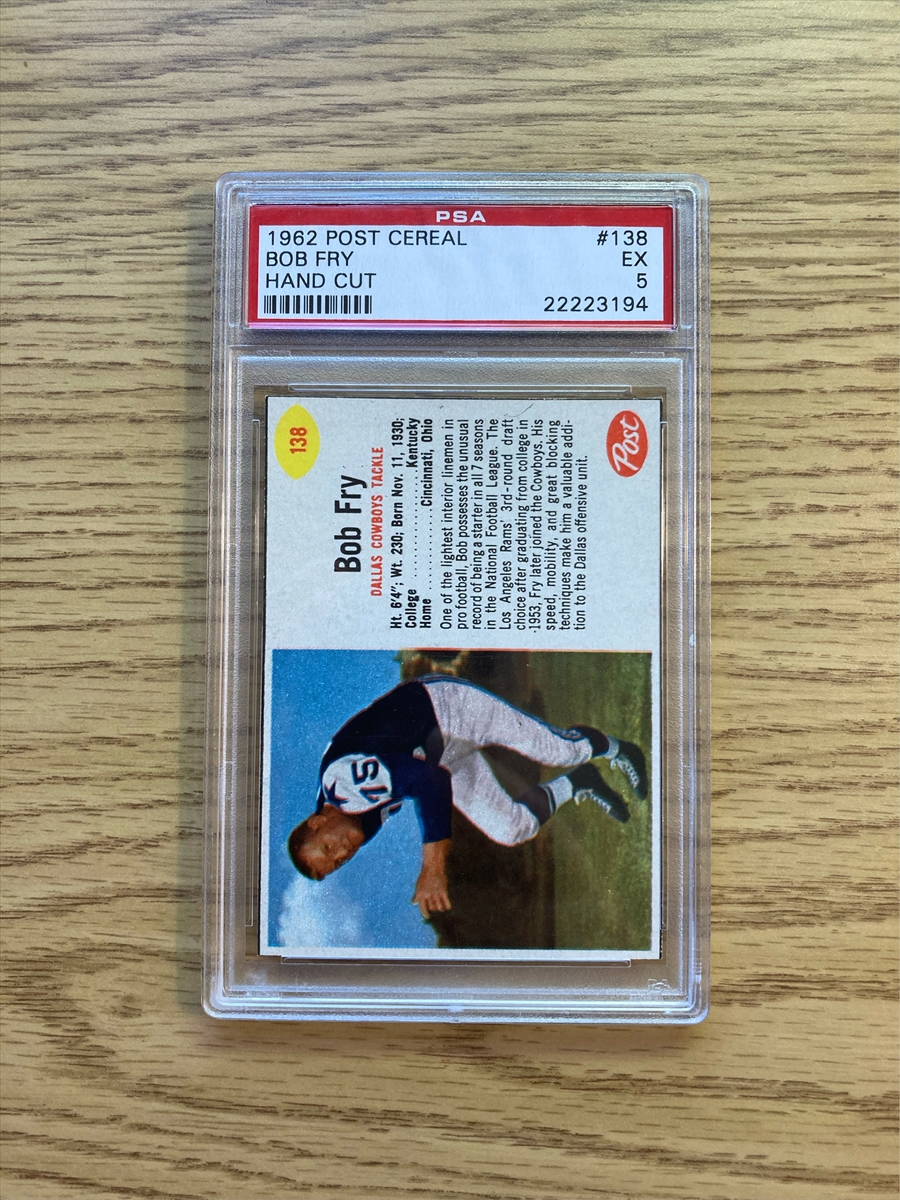 PSA
1962 POST CEREAL #138
BOB FRY EX
HAND CUT 5
22223194
138
Bob Fry
DALLAS COWBOYS TACKLE
Ht. 6'4"; Wt. 230; Born Nov. 11, 1930;
College .................... Kentucky
Home ............ Cincinnati, Ohio
One of the lightest interior linemen in
pro football, Bob possesses the unusual
record of being a starter in all 7 seasons
in the National Football League. The
Los Angeles Rams' 3rd-round draft
choice after graduating from college in
1953, Fry later joined the Cowboys. His
speed, mobility, and great blocking
techniques make him a valuable addi-
tion to the Dallas offensive unit.
Post
75